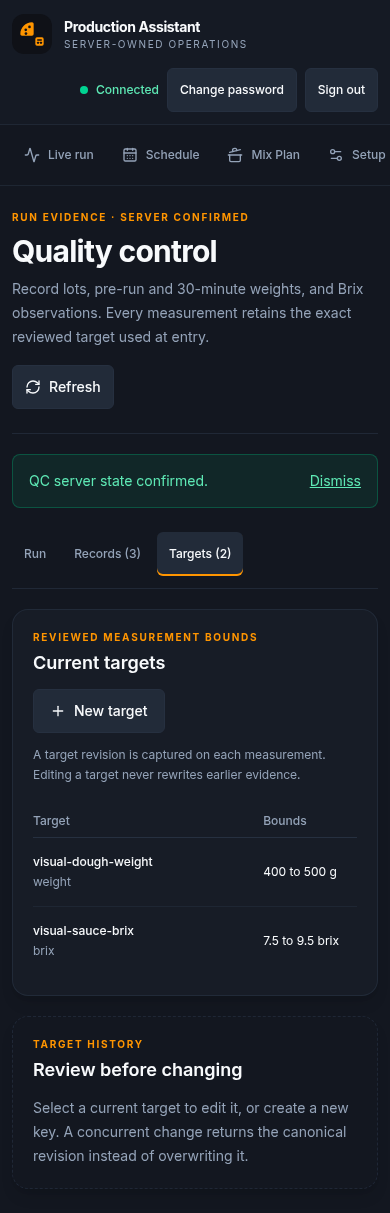 Production Assistant
SERVER-OWNED OPERATIONS
Connected
Change password
Sign out
Live run
Schedule
Mix Plan
Setup
RUN EVIDENCE · SERVER CONFIRMED
Quality control
Record lots, pre-run and 30-minute weights, and Brix
observations. Every measurement retains the exact
reviewed target used at entry.
Refresh
QC server state confirmed.
Dismiss
Run
Records (3)
Targets (2)
REVIEWED MEASUREMENT BOUNDS
Current targets
New target
A target revision is captured on each measurement.
Editing a target never rewrites earlier evidence.
Target
Bounds
visual-dough-weight
weight
400 to 500 g
visual-sauce-brix
brix
7.5 to 9.5 brix
TARGET HISTORY
Review before changing
Select a current target to edit it, or create a new
key. A concurrent change returns the canonical
revision instead of overwriting it.